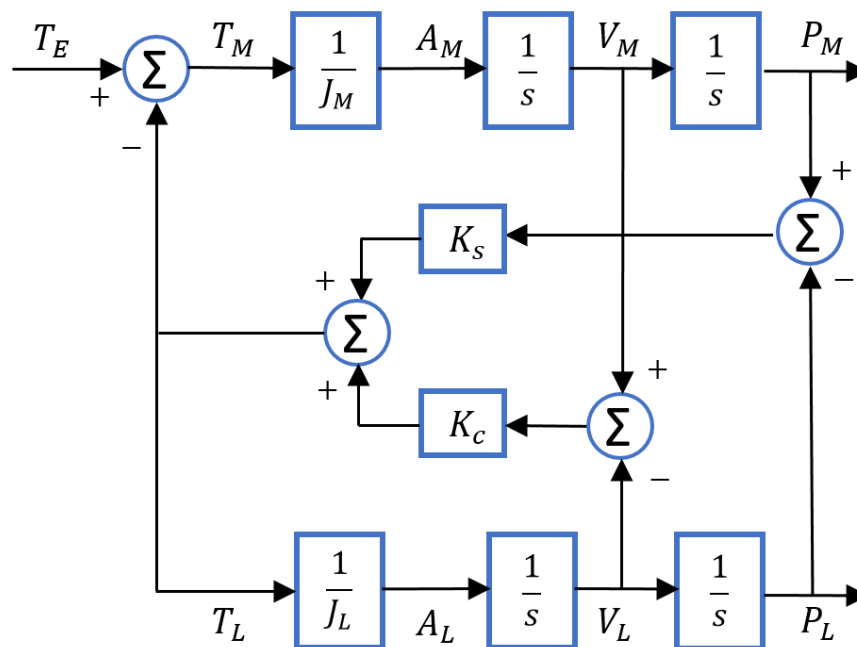 T_E + Σ T_M 1/J_M A_M 1/s V_M 1/s P_M
−
+
K_s Σ
+ −
Σ
+ +
K_c Σ
−
1/J_L 1/s 1/s
T_L A_L V_L P_L